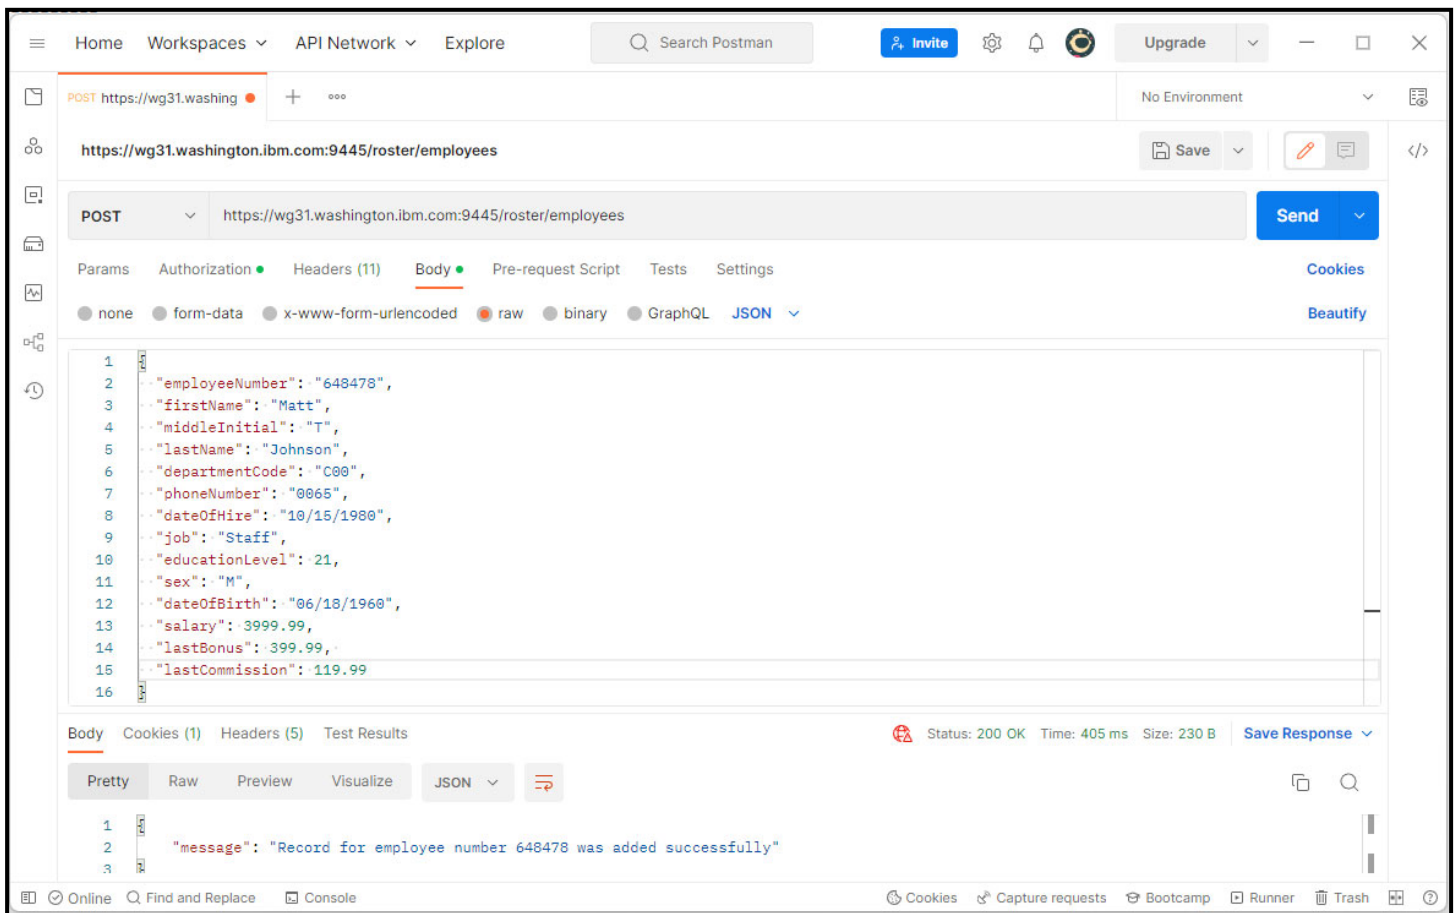 Home Workspaces API Network Explore Search Postman Invite Upgrade
POST https://wg31.washing No Environment
https://wg31.washington.ibm.com:9445/roster/employees Save </>
POST https://wg31.washington.ibm.com:9445/roster/employees Send
Params Authorization Headers (11) Body Pre-request Script Tests Settings Cookies
none form-data x-www-form-urlencoded raw binary GraphQL JSON Beautify
1 {
2 "employeeNumber": "648478",
3 "firstName": "Matt",
4 "middleInitial": "T",
5 "lastName": "Johnson",
6 "departmentCode": "C00",
7 "phoneNumber": "0065",
8 "dateOfHire": "10/15/1980",
9 "job": "Staff",
10 "educationLevel": 21,
11 "sex": "M",
12 "dateOfBirth": "06/18/1960",
13 "salary": 3999.99,
14 "lastBonus": 399.99,
15 "lastCommission": 119.99
16 }
Body Cookies (1) Headers (5) Test Results Status: 200 OK Time: 405 ms Size: 230 B Save Response
Pretty Raw Preview Visualize JSON
1 {
2 "message": "Record for employee number 648478 was added successfully"
3 }
Online Find and Replace Console Cookies Capture requests Bootcamp Runner Trash